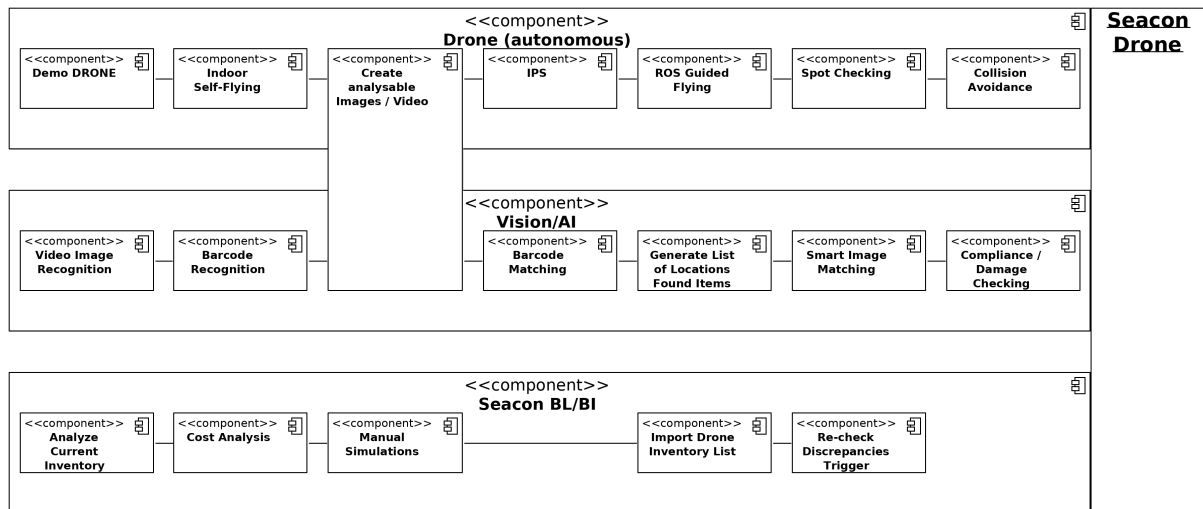 <<component>>
Drone (autonomous)
Seacon
Drone
<<component>>
Demo DRONE
<<component>>
Indoor
Self-Flying
<<component>>
Create
analysable
Images / Video
<<component>>
IPS
<<component>>
ROS Guided
Flying
<<component>>
Spot Checking
<<component>>
Collision
Avoidance
<<component>>
Vision/AI
<<component>>
Video Image
Recognition
<<component>>
Barcode
Recognition
<<component>>
Barcode
Matching
<<component>>
Generate List
of Locations
Found Items
<<component>>
Smart Image
Matching
<<component>>
Compliance /
Damage
Checking
<<component>>
Seacon BL/BI
<<component>>
Analyze
Current
Inventory
<<component>>
Cost Analysis
<<component>>
Manual
Simulations
<<component>>
Import Drone
Inventory List
<<component>>
Re-check
Discrepancies
Trigger